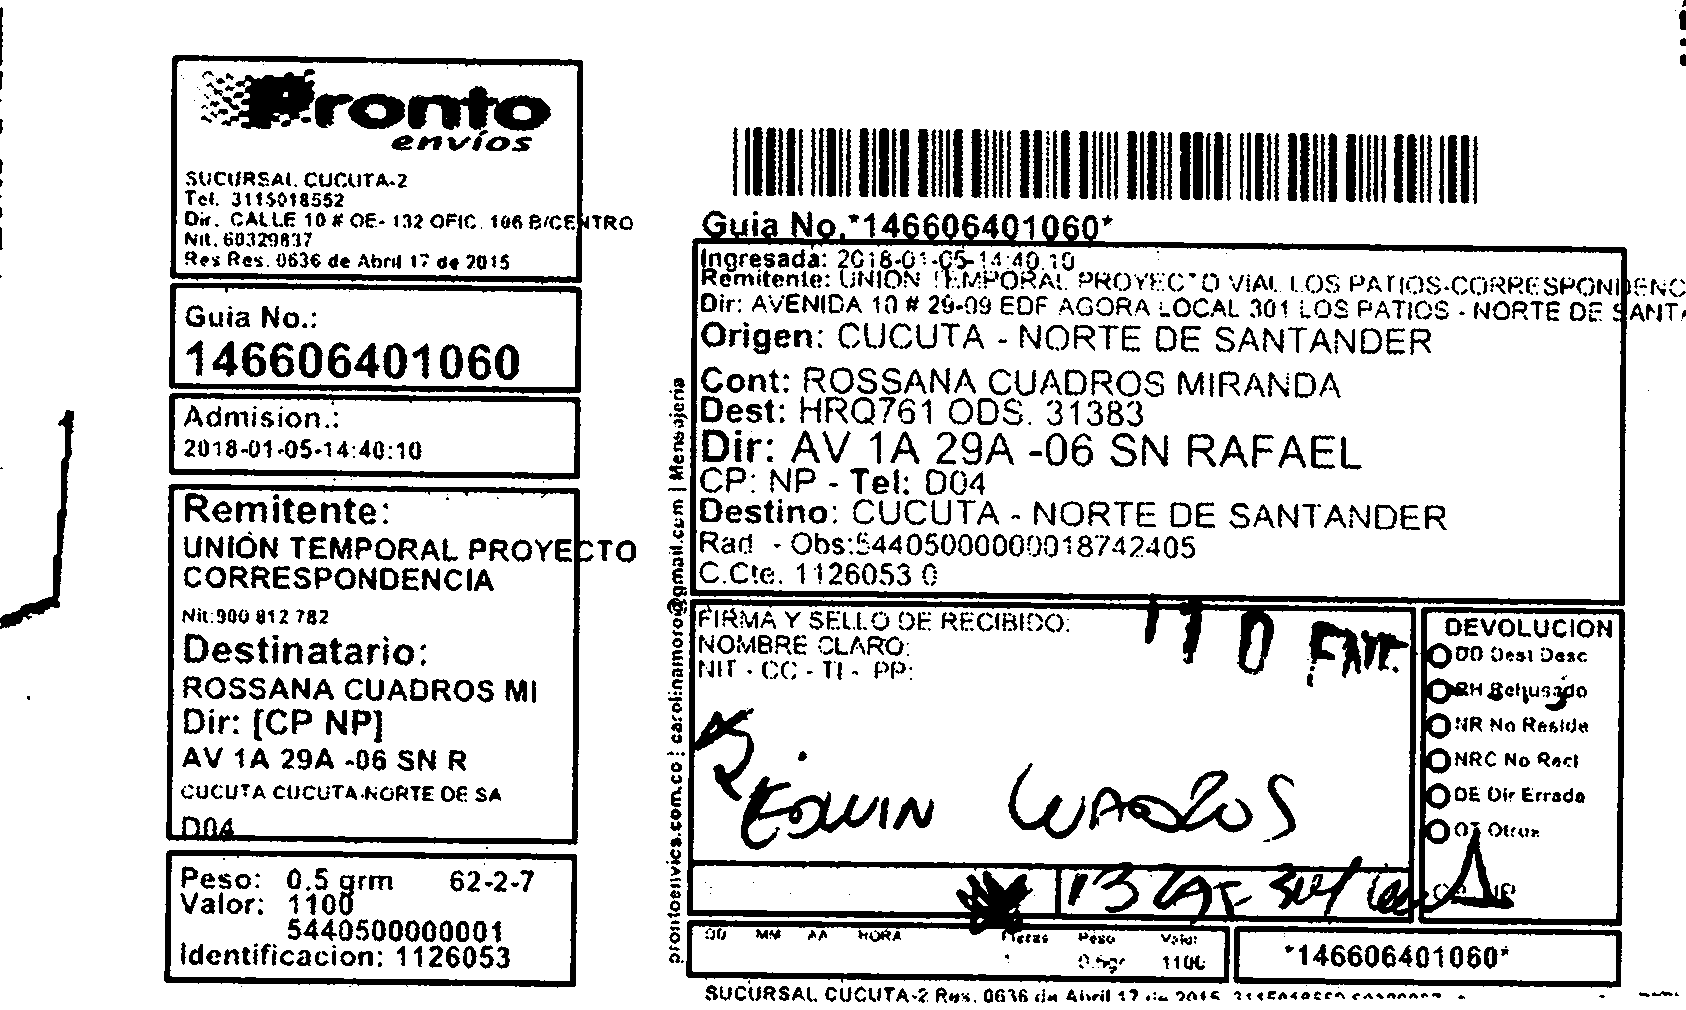 Pronto
envíos
SUCURSAL CUCUTA-2
Tel. 3115018552
Dir. CALLE 10 # OE- 132 OFIC. 106 B/CENTRO
Nit. 60329837
Res Res. 0636 de Abril 17 de 2015
Guia No.:
146606401060
Admision.:
2018-01-05-14:40:10
Remitente:
UNION TEMPORAL PROYECTO
CORRESPONDENCIA
Nit:900 812 782
Destinatario:
ROSSANA CUADROS MI
Dir: [CP NP]
AV 1A 29A -06 SN R
CUCUTA CUCUTA-NORTE DE SA
D04
Peso: 0.5 grm 62-2-7
Valor: 1100
5440500000001
Identificacion: 1126053
prontoenvios.com.co | carolinamoro@gmail.com | Mensajeria
Guia No.*146606401060*
Ingresada: 2018-01-05-14:40:10
Remitente: UNION TEMPORAL PROYECTO VIAL LOS PATIOS-CORRESPONDENC
Dir: AVENIDA 10 # 29-09 EDF AGORA LOCAL 301 LOS PATIOS - NORTE DE SANT
Origen: CUCUTA - NORTE DE SANTANDER
Cont: ROSSANA CUADROS MIRANDA
Dest: HRQ761 ODS. 31383
Dir: AV 1A 29A -06 SN RAFAEL
CP: NP - Tel: D04
Destino: CUCUTA - NORTE DE SANTANDER
Rad - Obs:54405000000018742405
C.Cte. 1126053 0
FIRMA Y SELLO DE RECIBIDO:
NOMBRE CLARO:
NIT - CC - TI - PP:
EDWIN CUADROS
DEVOLUCION
DD Dest Desc
RH Rehusado
NR No Reside
NRC No Recl
DE Dir Errada
OT Otros
DD MM AA HORA Piezas Peso Valor
1 0.5gr 1100
*146606401060*
SUCURSAL CUCUTA-2 Res. 0636 de Abril 17 de 2015